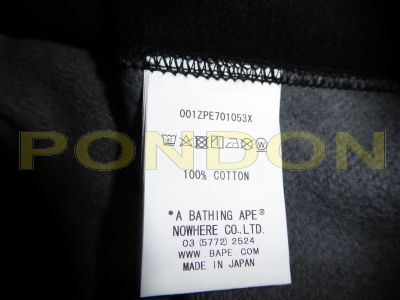 001ZPE701053X
PONDON
100% COTTON
*A BATHING APE®
NOWHERE CO., LTD.
03 (5772) 2524
WWW.BAPE.COM
MADE IN JAPAN